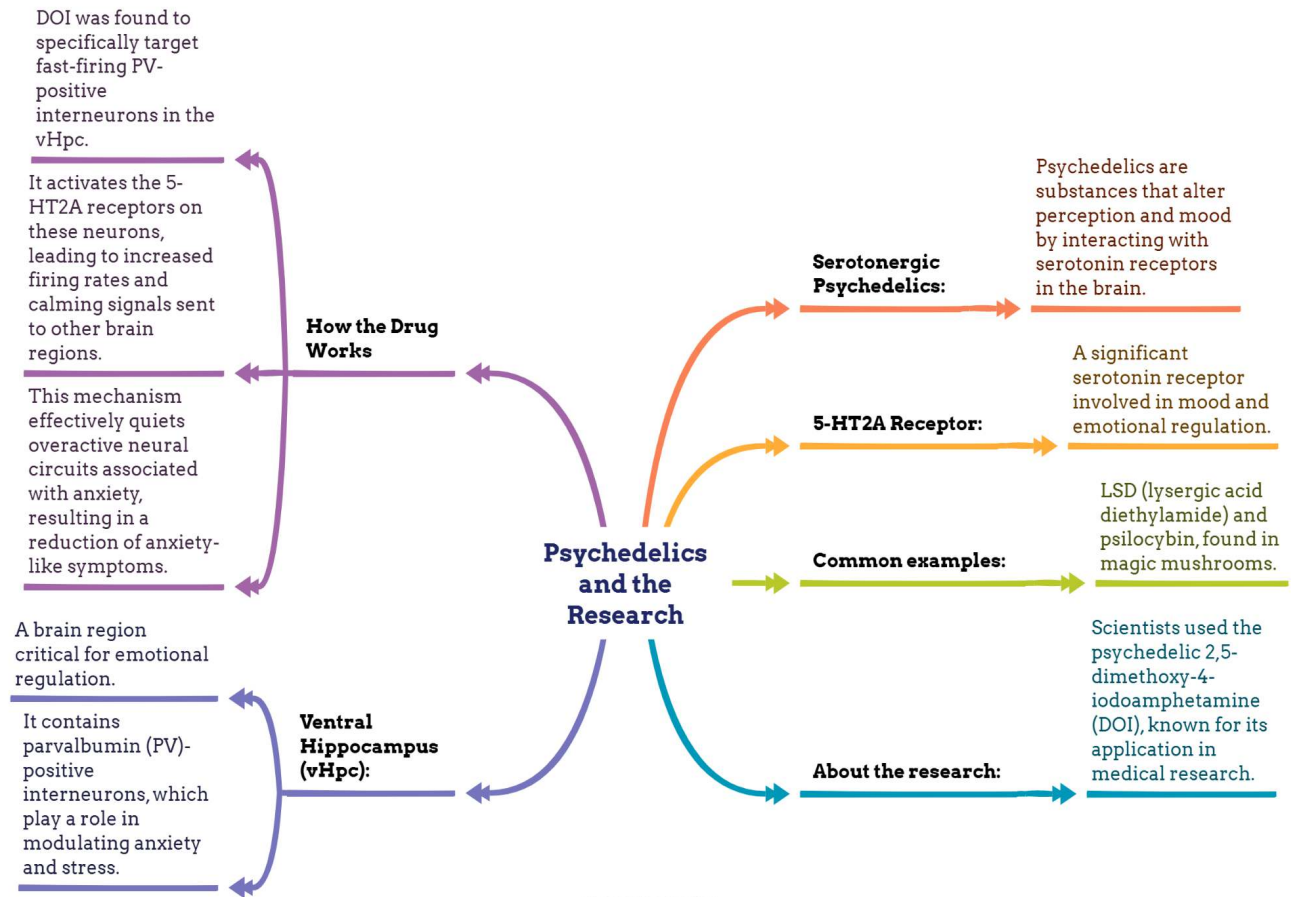 DOI was found to
specifically target
fast-firing PV-
positive
interneurons in the
vHpc.
It activates the 5-
HT2A receptors on
these neurons,
leading to increased
firing rates and
calming signals sent
to other brain
regions.
This mechanism
effectively quiets
overactive neural
circuits associated
with anxiety,
resulting in a
reduction of anxiety-
like symptoms.
How the Drug
Works
A brain region
critical for emotional
regulation.
It contains
parvalbumin (PV)-
positive
interneurons, which
play a role in
modulating anxiety
and stress.
Ventral
Hippocampus
(vHpc):
Psychedelics
and the
Research
Serotonergic
Psychedelics:
Psychedelics are
substances that alter
perception and mood
by interacting with
serotonin receptors
in the brain.
5-HT2A Receptor:
A significant
serotonin receptor
involved in mood and
emotional regulation.
Common examples:
LSD (lysergic acid
diethylamide) and
psilocybin, found in
magic mushrooms.
About the research:
Scientists used the
psychedelic 2,5-
dimethoxy-4-
iodoamphetamine
(DOI), known for its
application in
medical research.